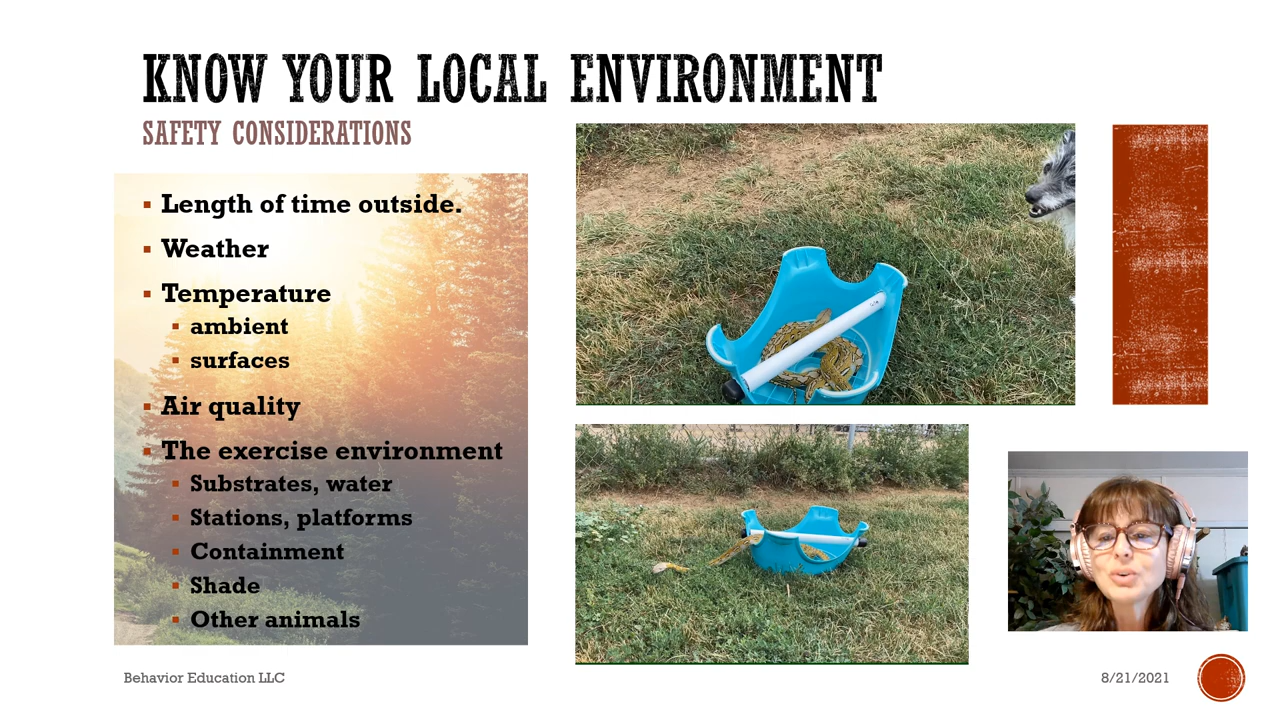 KNOW YOUR LOCAL ENVIRONMENT
SAFETY CONSIDERATIONS
Length of time outside.
Weather
Temperature
ambient
surfaces
Air quality
The exercise environment
Substrates, water
Stations, platforms
Containment
Shade
Other animals
Behavior Education LLC
8/21/2021